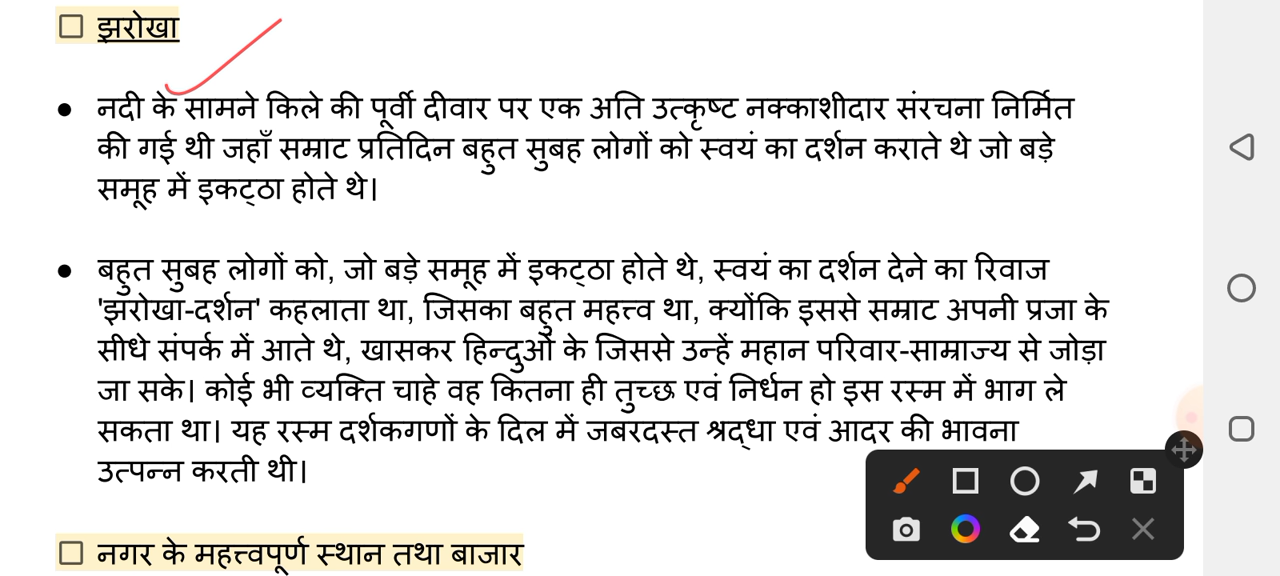 झरोखा
● नदी के सामने किले की पूर्वी दीवार पर एक अति उत्कृष्ट नक्काशीदार संरचना निर्मित
की गई थी जहाँ सम्राट प्रतिदिन बहुत सुबह लोगों को स्वयं का दर्शन कराते थे जो बड़े
समूह में इकट्ठा होते थे।
● बहुत सुबह लोगों को, जो बड़े समूह में इकट्ठा होते थे, स्वयं का दर्शन देने का रिवाज
'झरोखा-दर्शन' कहलाता था, जिसका बहुत महत्त्व था, क्योंकि इससे सम्राट अपनी प्रजा के
सीधे संपर्क में आते थे, खासकर हिन्दुओं के जिससे उन्हें महान परिवार-साम्राज्य से जोड़ा
जा सके। कोई भी व्यक्ति चाहे वह कितना ही तुच्छ एवं निर्धन हो इस रस्म में भाग ले
सकता था। यह रस्म दर्शकगणों के दिल में जबरदस्त श्रद्धा एवं आदर की भावना
उत्पन्न करती थी।
नगर के महत्त्वपूर्ण स्थान तथा बाजार